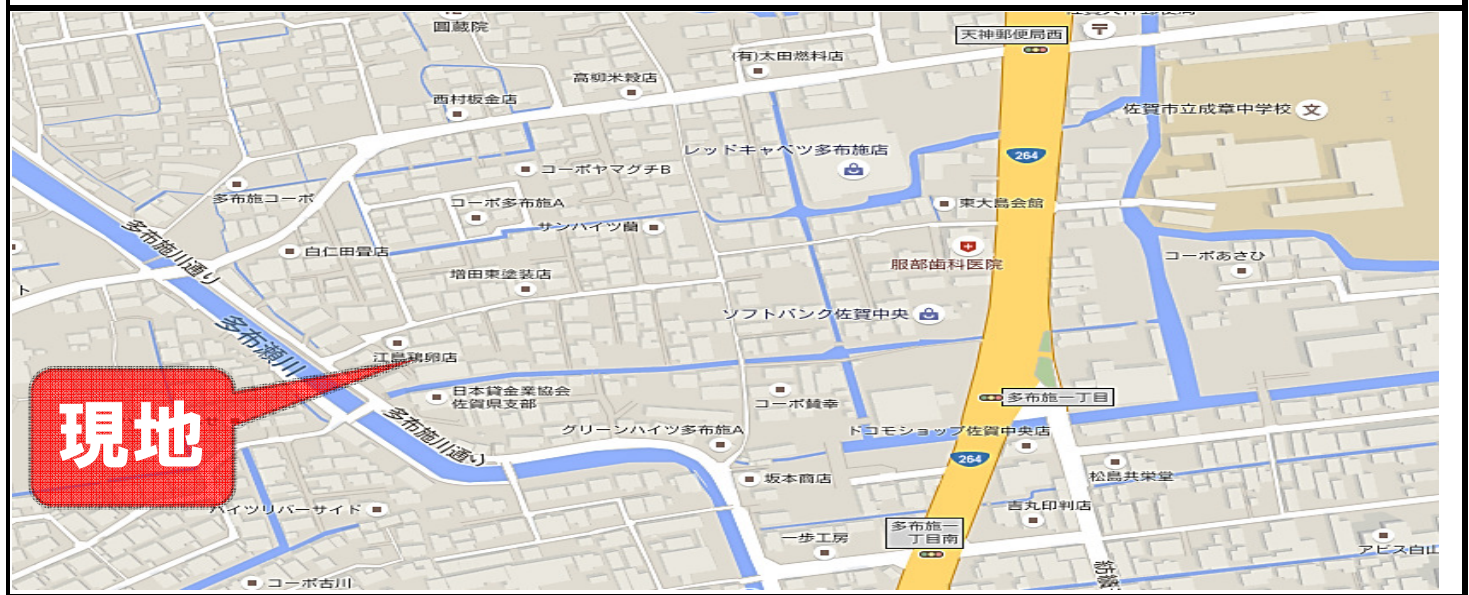 圓蔵院
天神郵便局西
(有)太田燃料店
高柳米穀店
西村板金店
佐賀市立成章中学校
レッドキャベツ多布施店
264
コーポヤマグチB
多布施コーポ
コーポ多布施A
東大島会館
サンハイツ蘭
多布施川通り
白仁田畳店
服部歯科医院
コーポあさひ
増田東塗装店
ト
ソフトバンク佐賀中央
多布瀬川
江島鶏卵店
現地
日本貸金業協会
佐賀県支部
コーポ賛幸
多布施一丁目
多布施川通り
グリーンハイツ多布施A
ドコモショップ佐賀中央店
264
坂本商店
松島共栄堂
ハイツリバーサイド
吉丸印判店
多布施一
丁目南
一歩工房
アピス白山
コーポ古川